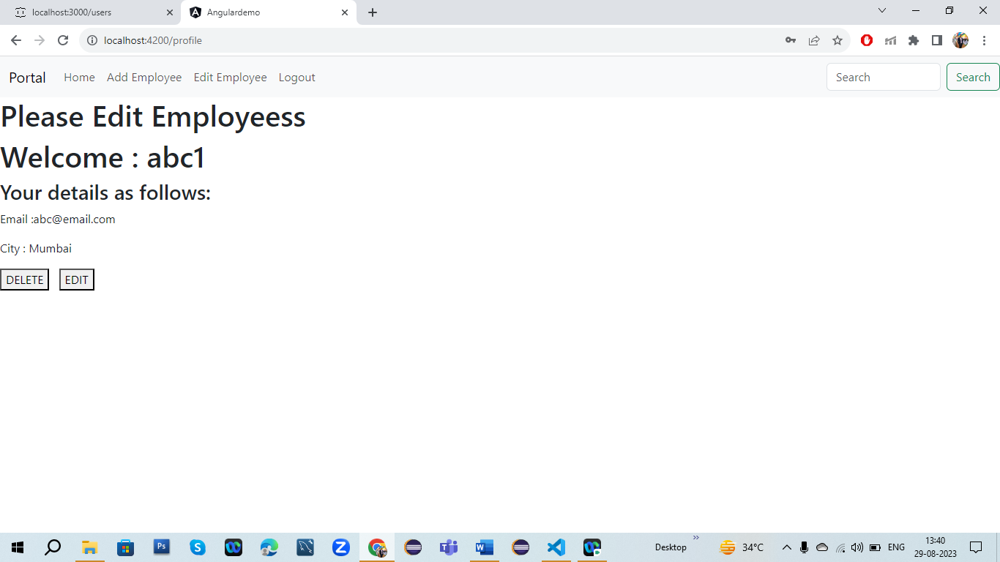 localhost:3000/users
Angulardemo
localhost:4200/profile
Portal Home Add Employee Edit Employee Logout Search Search
Please Edit Employeess
Welcome : abc1
Your details as follows:
Email :abc@email.com
City : Mumbai
DELETE EDIT
Ps
Desktop
34°C
ENG
13:40
29-08-2023